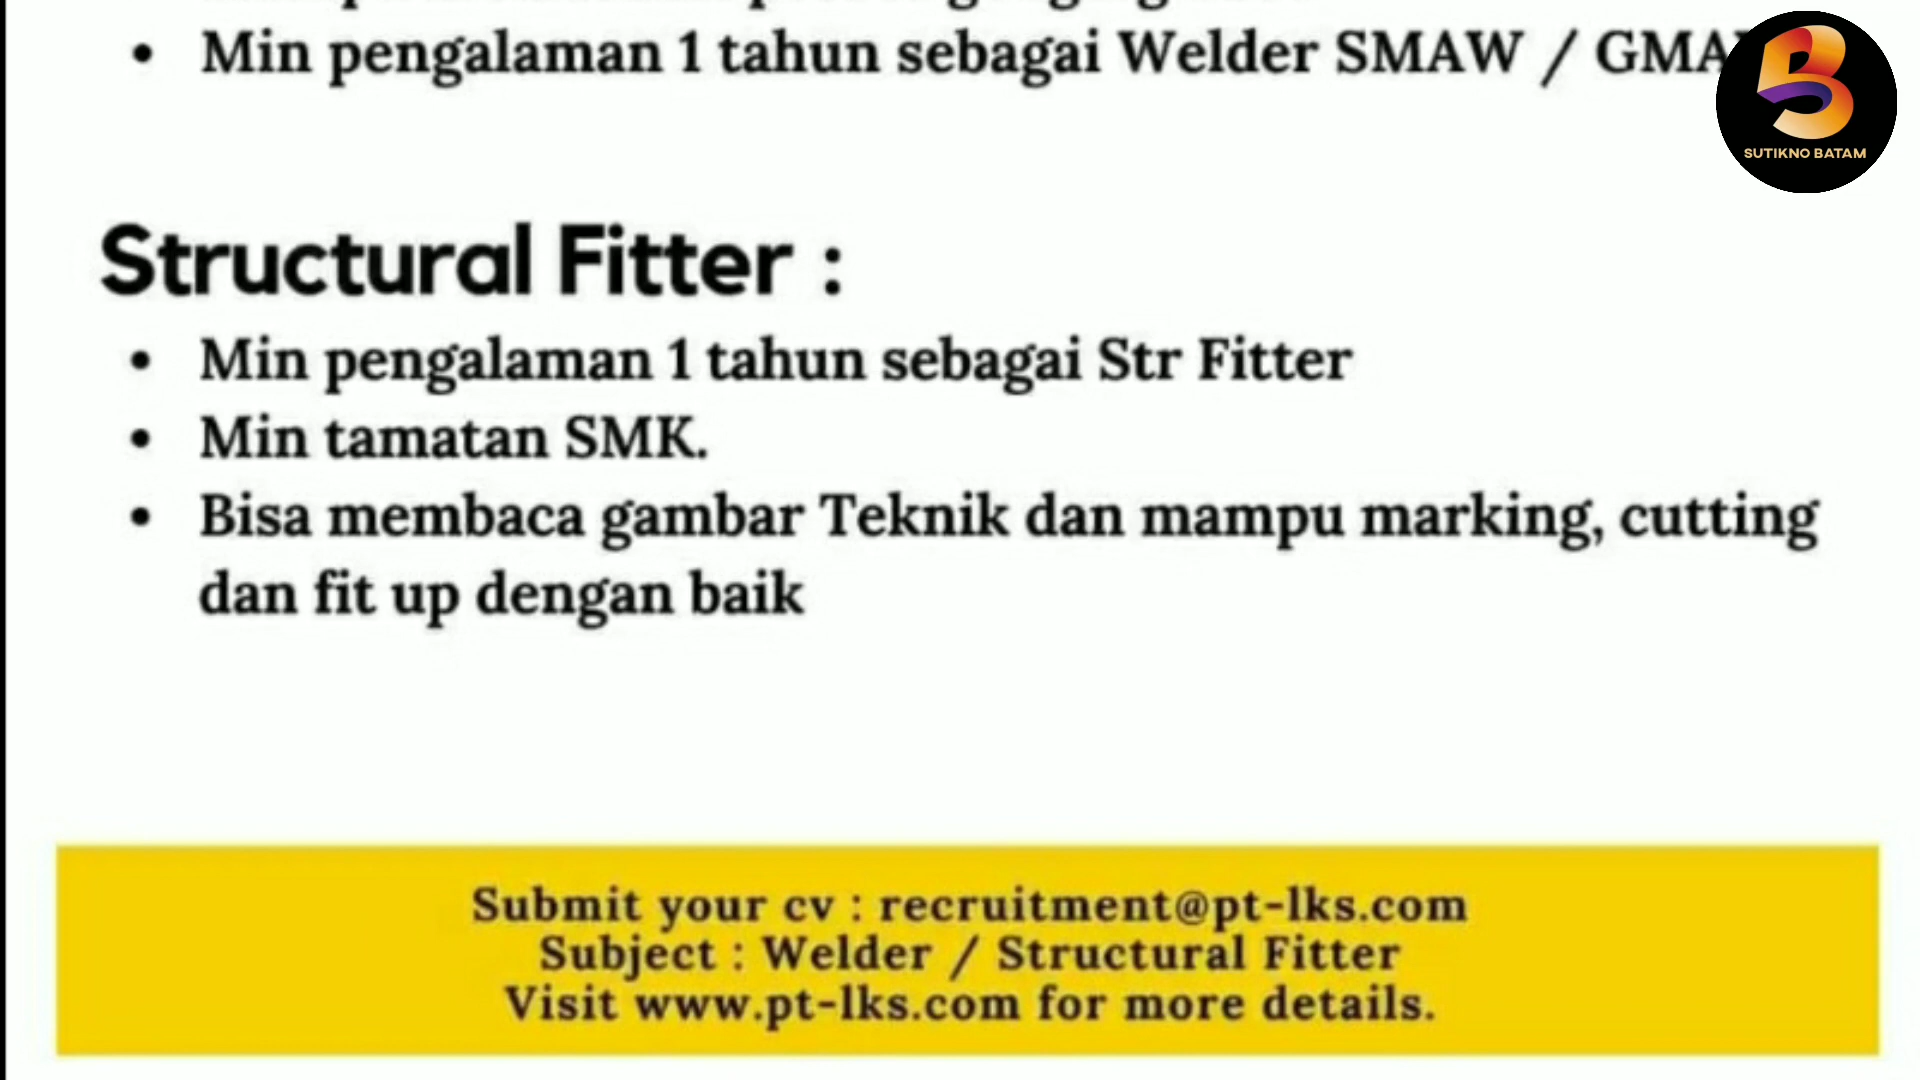 • Min pengalaman 1 tahun sebagai Welder SMAW /
SUTIKNO BATAM
Structural Fitter :
• Min pengalaman 1 tahun sebagai Str Fitter
• Min tamatan SMK.
• Bisa membaca gambar Teknik dan mampu marking, cutting
dan fit up dengan baik
Submit your cv : recruitment@pt-lks.com
Subject : Welder / Structural Fitter
Visit www.pt-lks.com for more details.